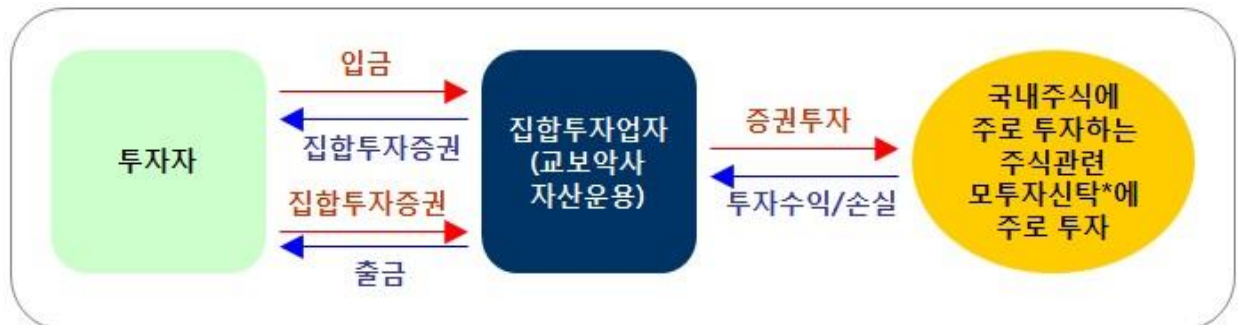 투자자
입금
집합투자증권
집합투자증권
출금
집합투자업자
(교보악사
자산운용)
증권투자
투자수익/손실
국내주식에
주로 투자하는
주식관련
모투자신탁*에
주로 투자